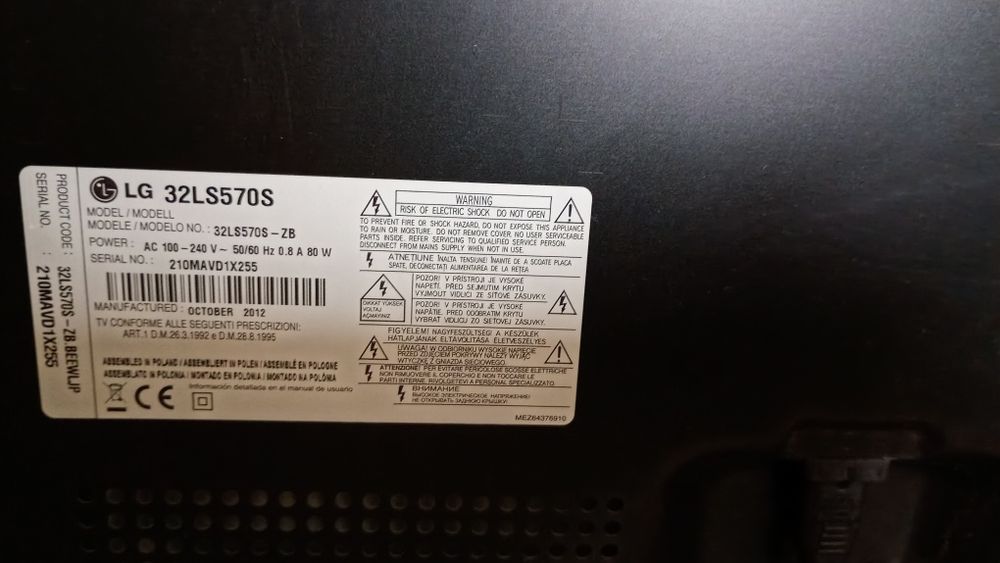 PRODUCT CODE : 32LS570S-ZB.BEEWLJP
SERIAL NO. : 210MAVD1X255
LG 32LS570S
MODEL / MODELL
MODELE / MODELO NO. : 32LS570S-ZB
POWER : AC 100-240 V~ 50/60 Hz 0.8 A 80 W
SERIAL NO. : 210MAVD1X255
MANUFACTURED : OCTOBER 2012
TV CONFORME ALLE SEGUENTI PRESCRIZIONI:
ART.1 D.M.26.3.1992 e D.M.28.8.1995
ASSEMBLED IN POLAND / ASSEMBLIERT IN POLEN / ASSEMBLÉ EN POLOGNE
ASSEMBLATO IN POLONIA / MONTADO EN POLONIA / MONTADO NA POLÓNIA
Información detallada en el manual de usuario
CE
WARNING
RISK OF ELECTRIC SHOCK DO NOT OPEN
TO PREVENT FIRE OR SHOCK HAZARD, DO NOT EXPOSE THIS APPLIANCE
TO RAIN OR MOISTURE. DO NOT REMOVE COVER. NO USER SERVICEABLE
PARTS INSIDE. REFER SERVICING TO QUALIFIED SERVICE PERSON.
DISCONNECT FROM MAINS SUPPLY WHEN NOT IN USE.
ATNEŢIUNE ÎNALTA TENSIUNE! ÎNAINTE DE A SCOATE PLACA
SPATE, DECONECTAŢI ALIMENTAREA DE LA REŢEA
DIKKAT YÜKSEK
VOLTAJ
AÇMAYINIZ
POZOR! V PŘÍSTROJI JE VYSOKÉ
NAPĚTÍ. PŘED SEJMUTÍM KRYTU
VYJMOUT VIDLICI ZE SÍŤOVÉ ZÁSUVKY.
POZOR! V PRÍSTROJI JE VYSOKÉ
NAPÄTIE. PRED ODOBRATÍM KRYTU
VYBRAŤ VIDLICU ZO SIEŤOVEJ ZÁSUVKY.
FIGYELEM! NAGYFESZÜLTSÉG! A KÉSZÜLÉK
HÁTLAPJÁNAK ELTÁVOLÍTÁSA ÉLETVESZÉLYES
UWAGA! W ODBIORNIKU WYSOKIE NAPIĘCIE
PRZED ZDJĘCIEM POKRYWY NALEŻY WYJĄĆ
WTYCZKĘ Z GNIAZDA SIECIOWEGO.
ATTENZIONE! PER EVITARE PERICOLOSE SCOSSE ELETTRICHE
NON RIMUOVERE IL COPERCHIO E NON TOCCARE LE
PARTI INTERNE. RIVOLGETEVI A PERSONAL SPECIALIZZATO.
ВНИМАНИЕ
ВЫСОКОЕ ЭЛЕКТРИЧЕСКОЕ НАПРЯЖЕНИЕ!
НЕ ОТКРЫВАТЬ ЗАДНЮЮ КРЫШКУ!
MEZ64376910